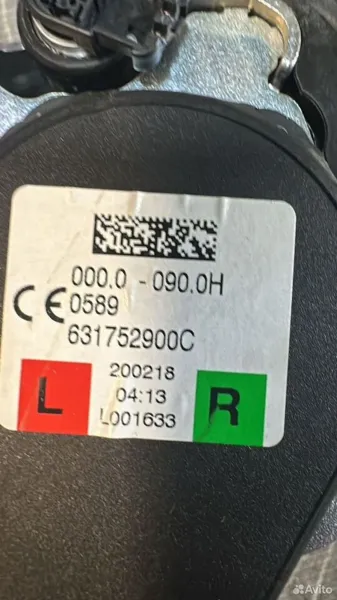 000.0 - 090.0H
CE 0589
631752900C
200218
L 04:13 R
L001633
Avito